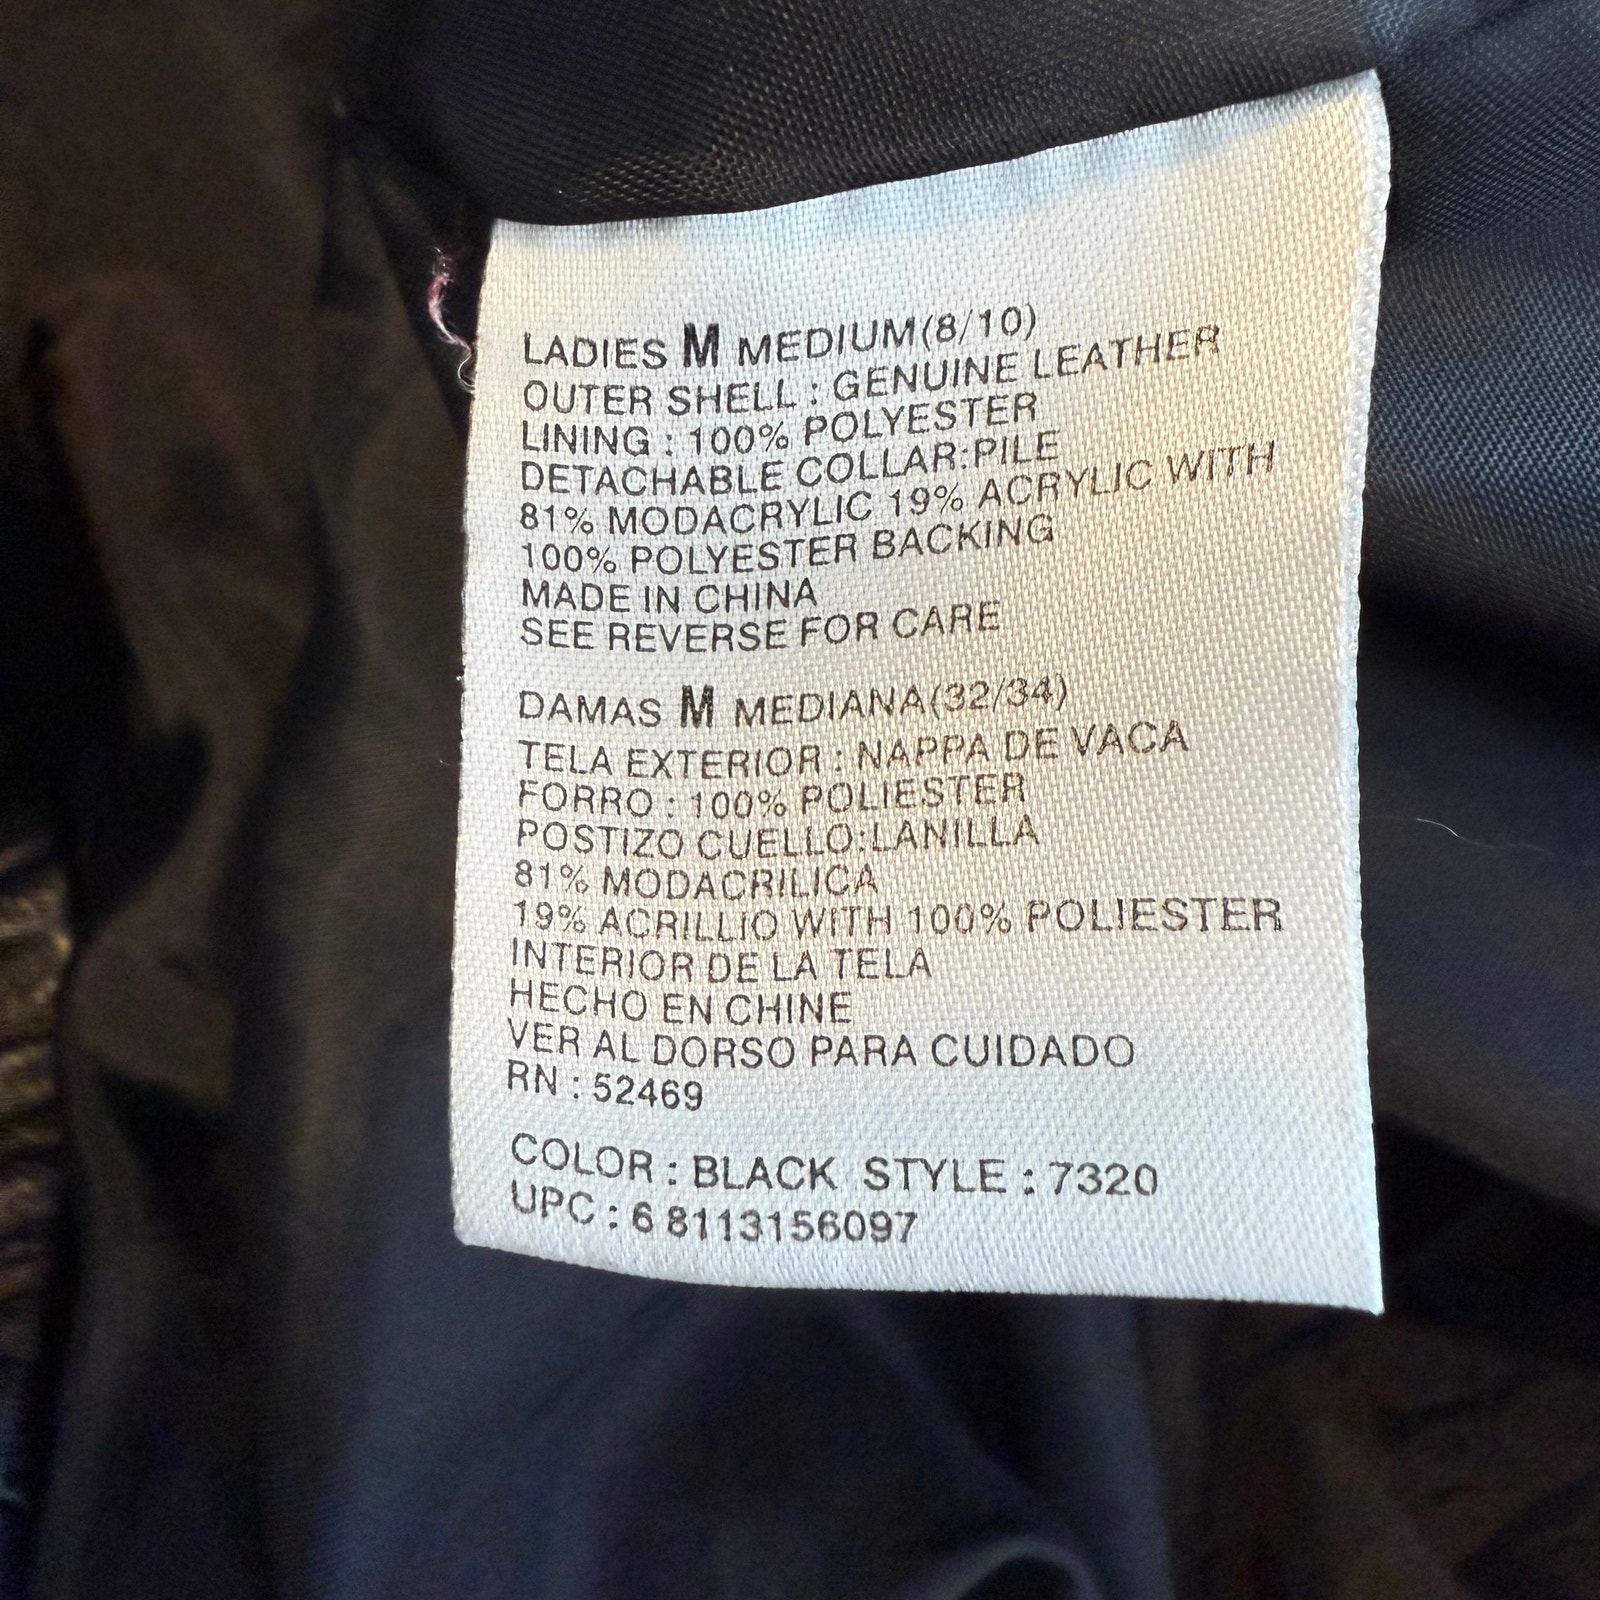 LADIES M MEDIUM(8/10)
OUTER SHELL : GENUINE LEATHER
LINING : 100% POLYESTER
DETACHABLE COLLAR:PILE
81% MODACRYLIC 19% ACRYLIC WITH
100% POLYESTER BACKING
MADE IN CHINA
SEE REVERSE FOR CARE
DAMAS M MEDIANA(32/34)
TELA EXTERIOR : NAPPA DE VACA
FORRO : 100% POLIESTER
POSTIZO CUELLO:LANILLA
81% MODACRILICA
19% ACRILLIO WITH 100% POLIESTER
INTERIOR DE LA TELA
HECHO EN CHINE
VER AL DORSO PARA CUIDADO
RN : 52469
COLOR : BLACK STYLE : 7320
UPC : 6 8113156097